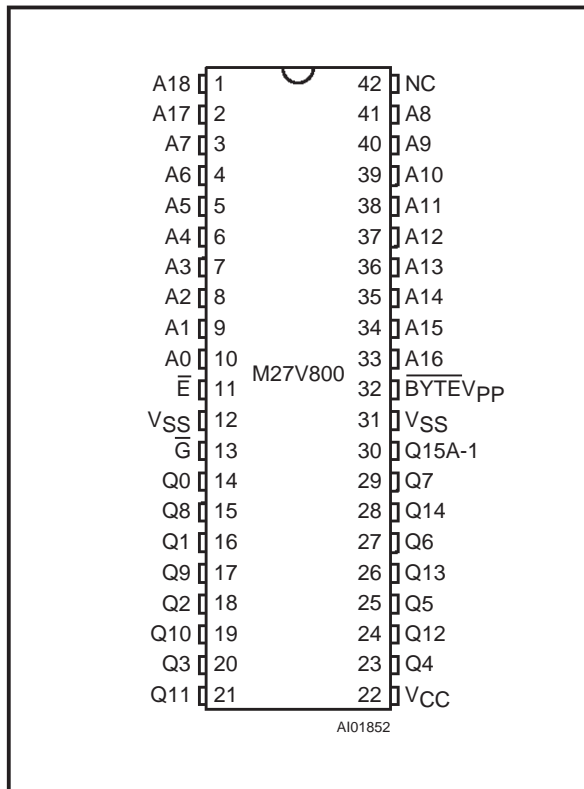 A18 1 42 NC
A17 2 41 A8
A7 3 40 A9
A6 4 39 A10
A5 5 38 A11
A4 6 37 A12
A3 7 36 A13
A2 8 35 A14
A1 9 34 A15
A0 10 33 A16
M27V800
E̅ 11 32 B̅Y̅T̅E̅VPP
VSS 12 31 VSS
G̅ 13 30 Q15A-1
Q0 14 29 Q7
Q8 15 28 Q14
Q1 16 27 Q6
Q9 17 26 Q13
Q2 18 25 Q5
Q10 19 24 Q12
Q3 20 23 Q4
Q11 21 22 VCC
AI01852